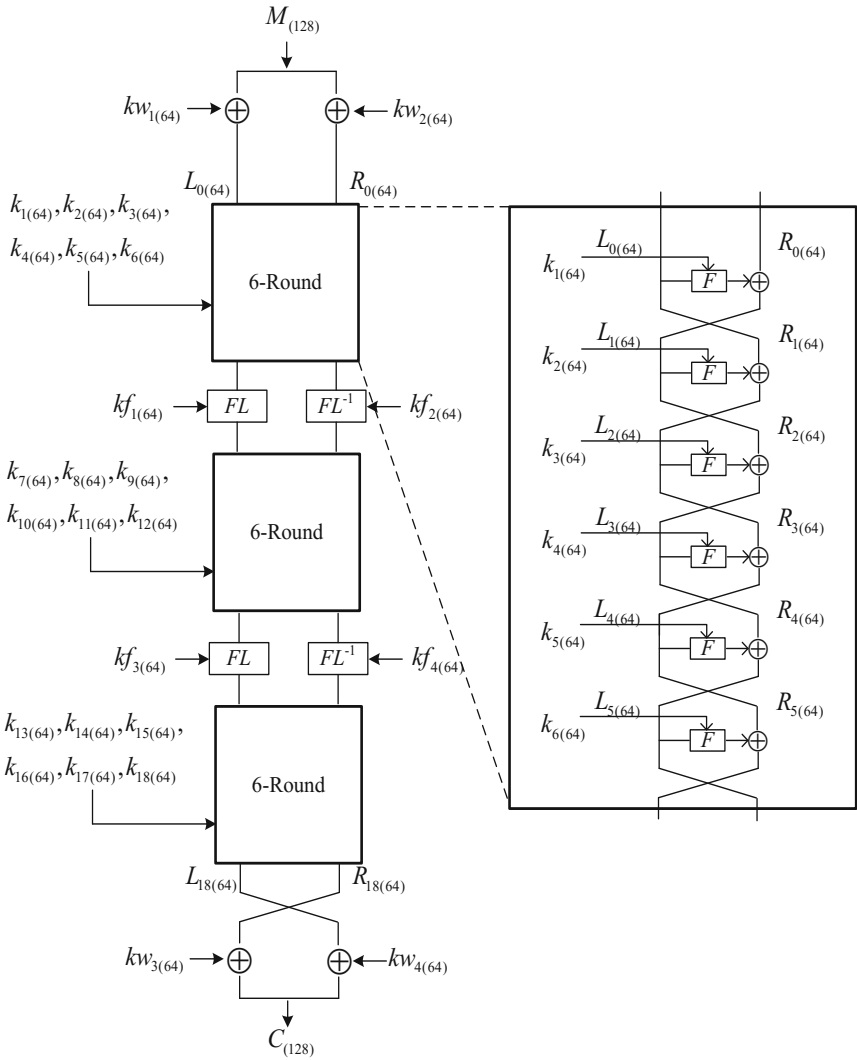 M(128)
kw1(64)
kw2(64)
L0(64)
R0(64)
k1(64), k2(64), k3(64),
k4(64), k5(64), k6(64)
6-Round
kf1(64)
FL
FL⁻¹
kf2(64)
k7(64), k8(64), k9(64),
k10(64), k11(64), k12(64)
6-Round
kf3(64)
FL
FL⁻¹
kf4(64)
k13(64), k14(64), k15(64),
k16(64), k17(64), k18(64)
6-Round
L18(64)
R18(64)
kw3(64)
kw4(64)
C(128)
L0(64)
R0(64)
k1(64)
F
L1(64)
R1(64)
k2(64)
F
L2(64)
R2(64)
k3(64)
F
L3(64)
R3(64)
k4(64)
F
L4(64)
R4(64)
k5(64)
F
L5(64)
R5(64)
k6(64)
F